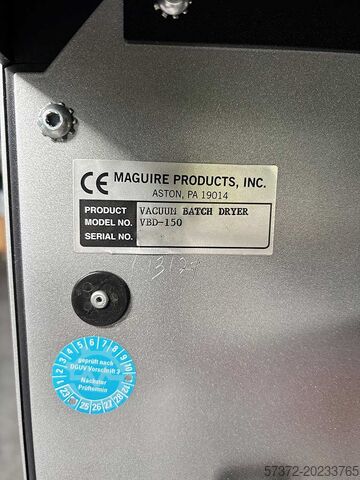 CE MAGUIRE PRODUCTS, INC.
ASTON, PA 19014
PRODUCT VACUUM BATCH DRYER
MODEL NO. VBD-150
SERIAL NO.
geprüft nach
DGUV Vorschrift 3
Nächster
Prüftermin
57372-20233765